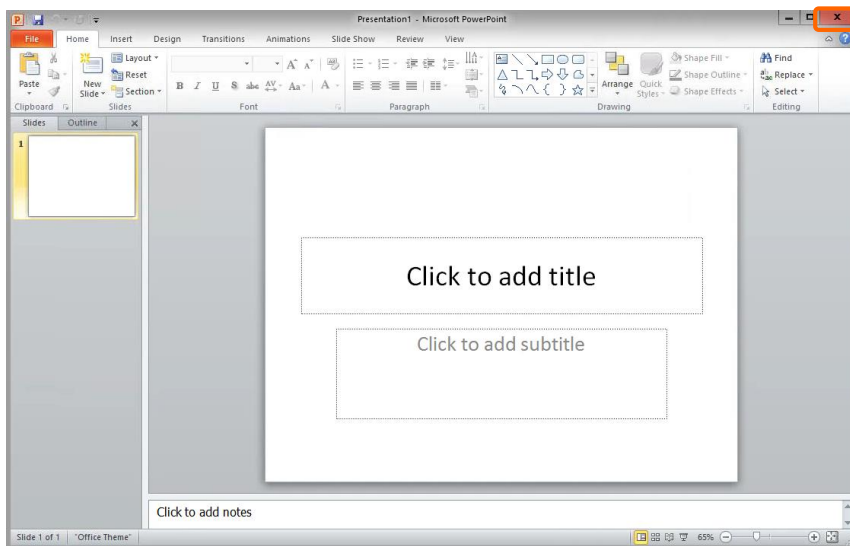 Presentation1 - Microsoft PowerPoint
File Home Insert Design Transitions Animations Slide Show Review View
Paste
New Slide
Layout
Reset
Section
B I U S abc AV Aa A
Arrange
Quick Styles
Shape Fill
Shape Outline
Shape Effects
Find
Replace
Select
Clipboard Slides Font Paragraph Drawing Editing
Slides Outline
1
Click to add title
Click to add subtitle
Click to add notes
Slide 1 of 1 "Office Theme" 65%